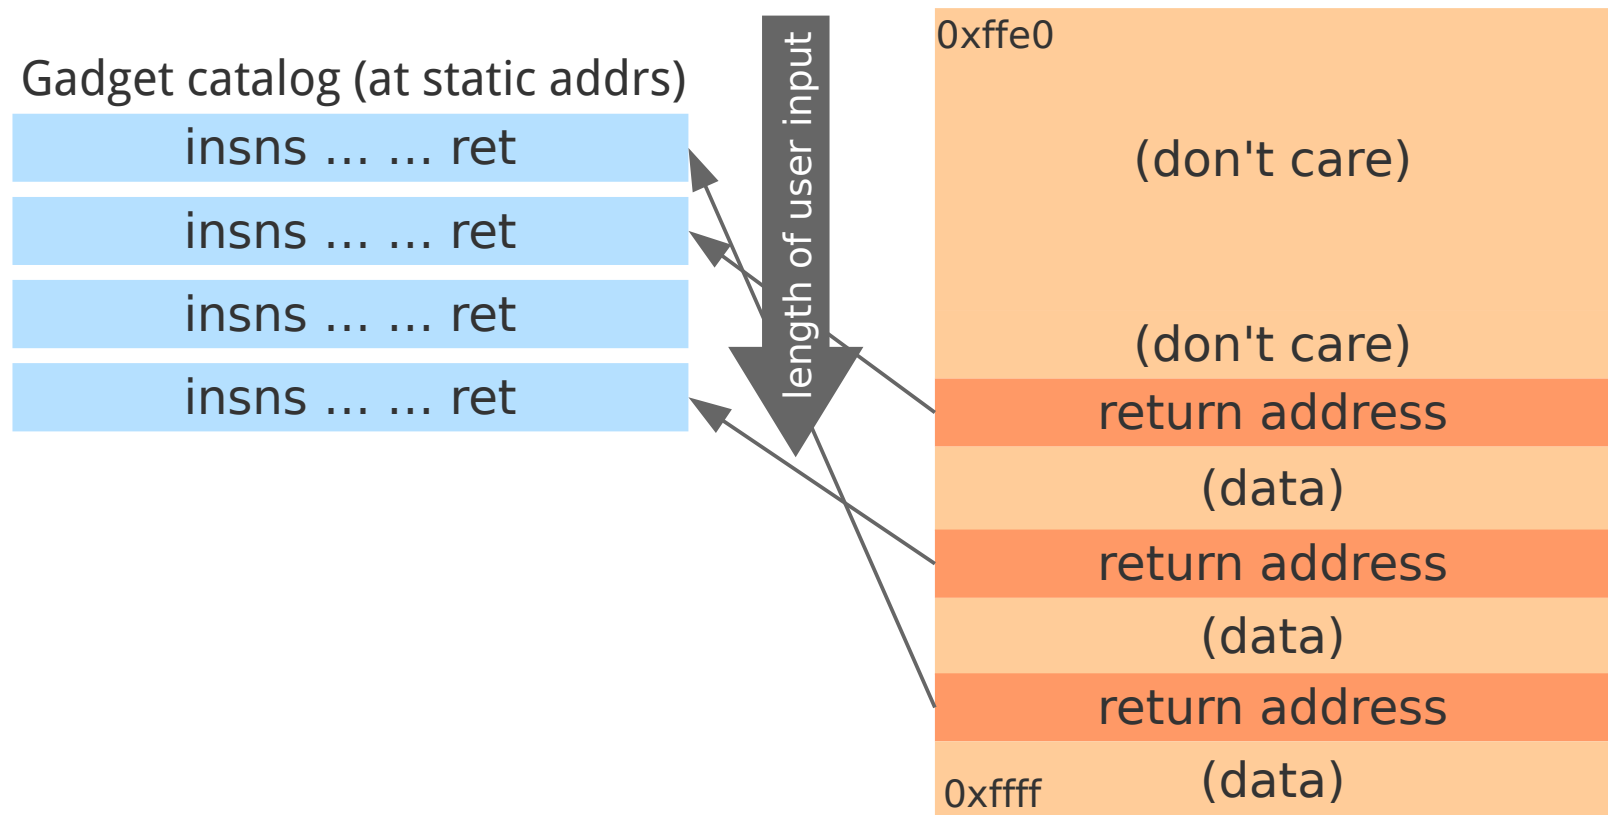 Gadget catalog (at static addrs)
insns ... ... ret
insns ... ... ret
insns ... ... ret
insns ... ... ret
length of user input
0xffe0
(don't care)
(don't care)
return address
(data)
return address
(data)
return address
(data)
0xffff